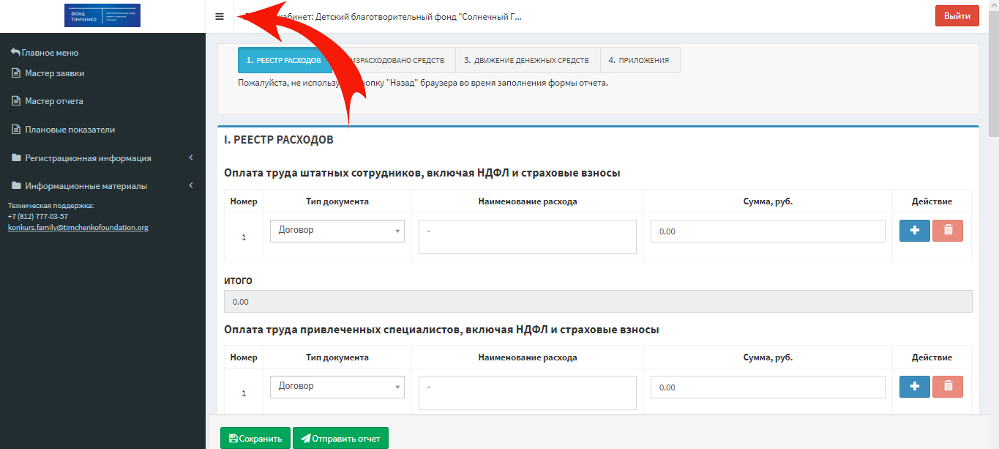 ФОНД
ТИМЧЕНКО
кабинет: Детский благотворительный фонд "Солнечный Г...
Выйти
Главное меню
Мастер заявки
Мастер отчета
Плановые показатели
Регистрационная информация
Информационные материалы
Техническая поддержка:
+7 (812) 777-03-57
konkurs.family@timchenkofoundation.org
1. РЕЕСТР РАСХОДОВ
ИЗРАСХОДОВАНО СРЕДСТВ
3. ДВИЖЕНИЕ ДЕНЕЖНЫХ СРЕДСТВ
4. ПРИЛОЖЕНИЯ
Пожалуйста, не использу кнопку "Назад" браузера во время заполнения формы отчета.
I. РЕЕСТР РАСХОДОВ
Оплата труда штатных сотрудников, включая НДФЛ и страховые взносы
Номер Тип документа Наименование расхода Сумма, руб. Действие
1 Договор - 0.00
ИТОГО
0.00
Оплата труда привлеченных специалистов, включая НДФЛ и страховые взносы
Номер Тип документа Наименование расхода Сумма, руб. Действие
1 Договор - 0.00
Сохранить Отправить отчет